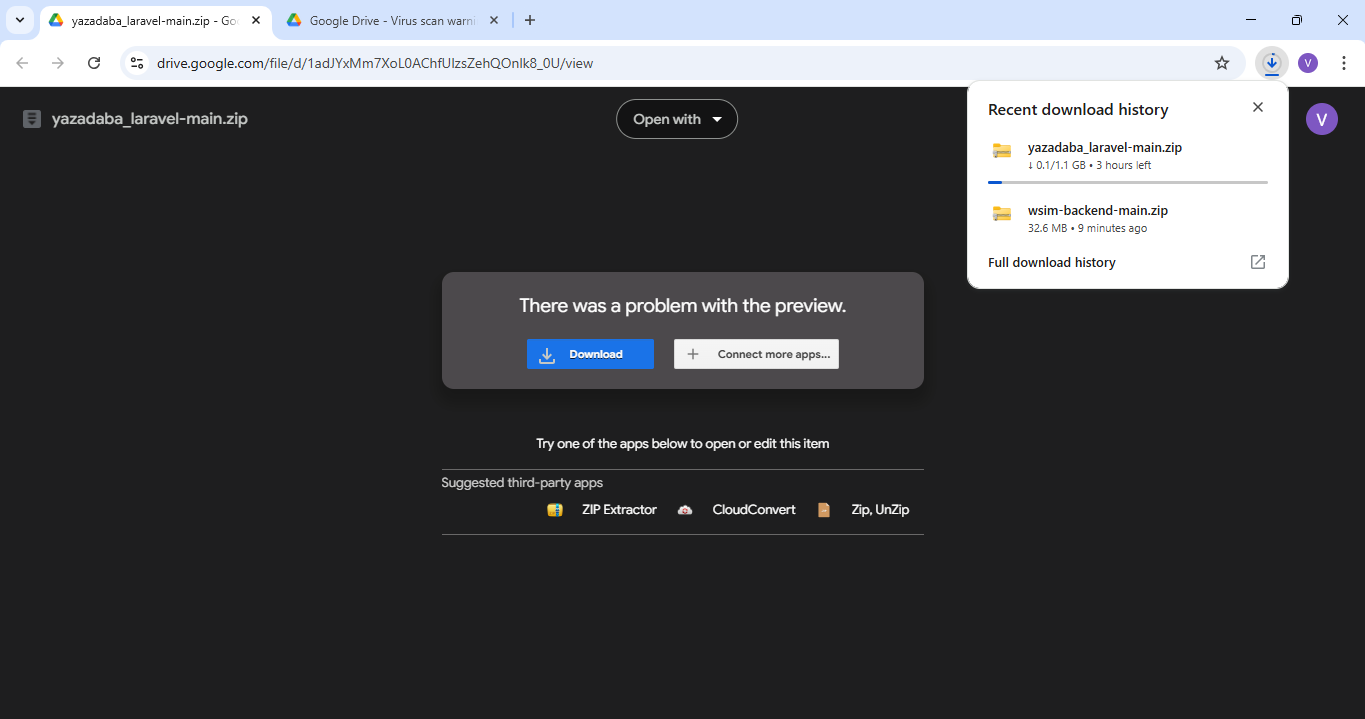 yazadaba_laravel-main.zip - Goo
Google Drive - Virus scan warni
drive.google.com/file/d/1adJYxMm7XoL0AChfUIzsZehQOnIk8_0U/view
V
yazadaba_laravel-main.zip
Open with
V
Recent download history
yazadaba_laravel-main.zip
↓ 0.1/1.1 GB • 3 hours left
wsim-backend-main.zip
32.6 MB • 9 minutes ago
Full download history
There was a problem with the preview.
Download
Connect more apps...
Try one of the apps below to open or edit this item
Suggested third-party apps
ZIP Extractor
CloudConvert
Zip, UnZip